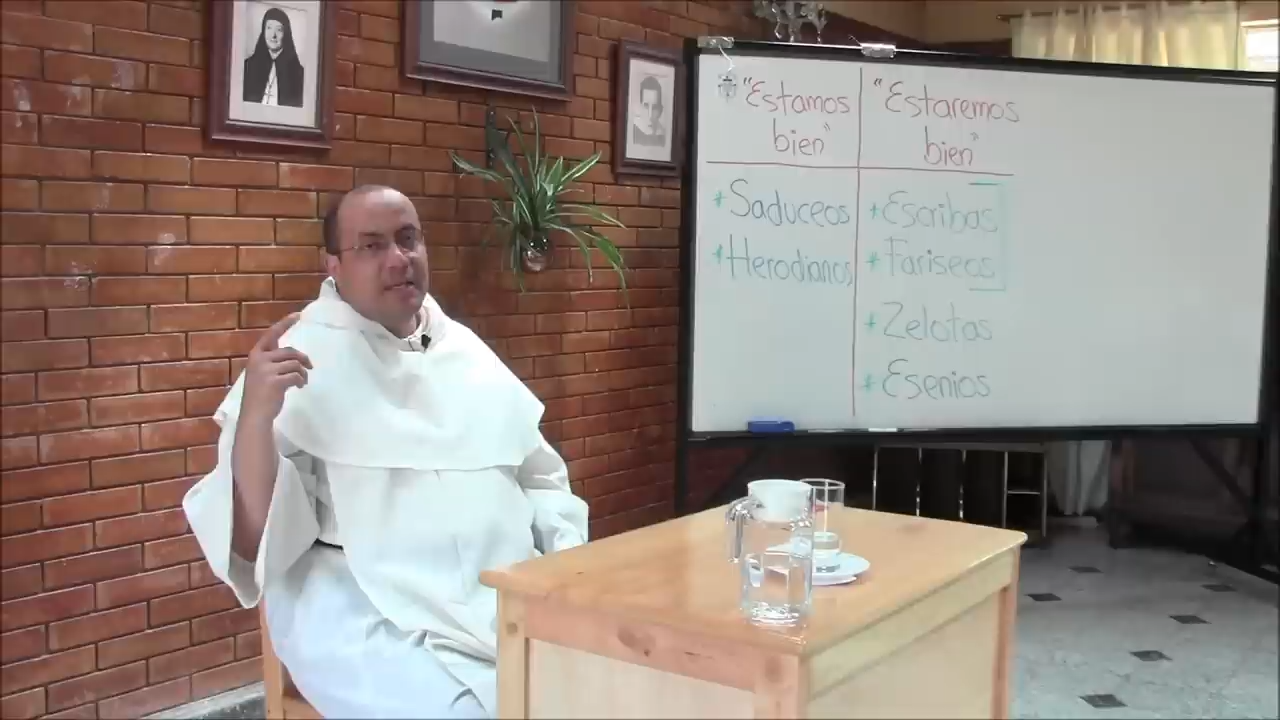 "Estamos
bien"
"Estaremos
bien"
* Saduceos
* Herodianos
* Escribas
* Fariseos
* Zelotas
* Esenios